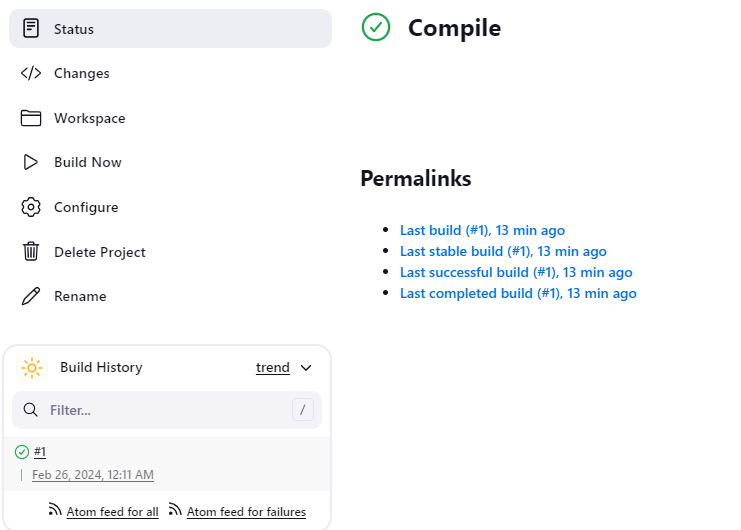 Status
Changes
Workspace
Build Now
Configure
Delete Project
Rename
Build History
trend
Filter...
/
#1
Feb 26, 2024, 12:11 AM
Atom feed for all
Atom feed for failures
Compile
Permalinks
Last build (#1), 13 min ago
Last stable build (#1), 13 min ago
Last successful build (#1), 13 min ago
Last completed build (#1), 13 min ago